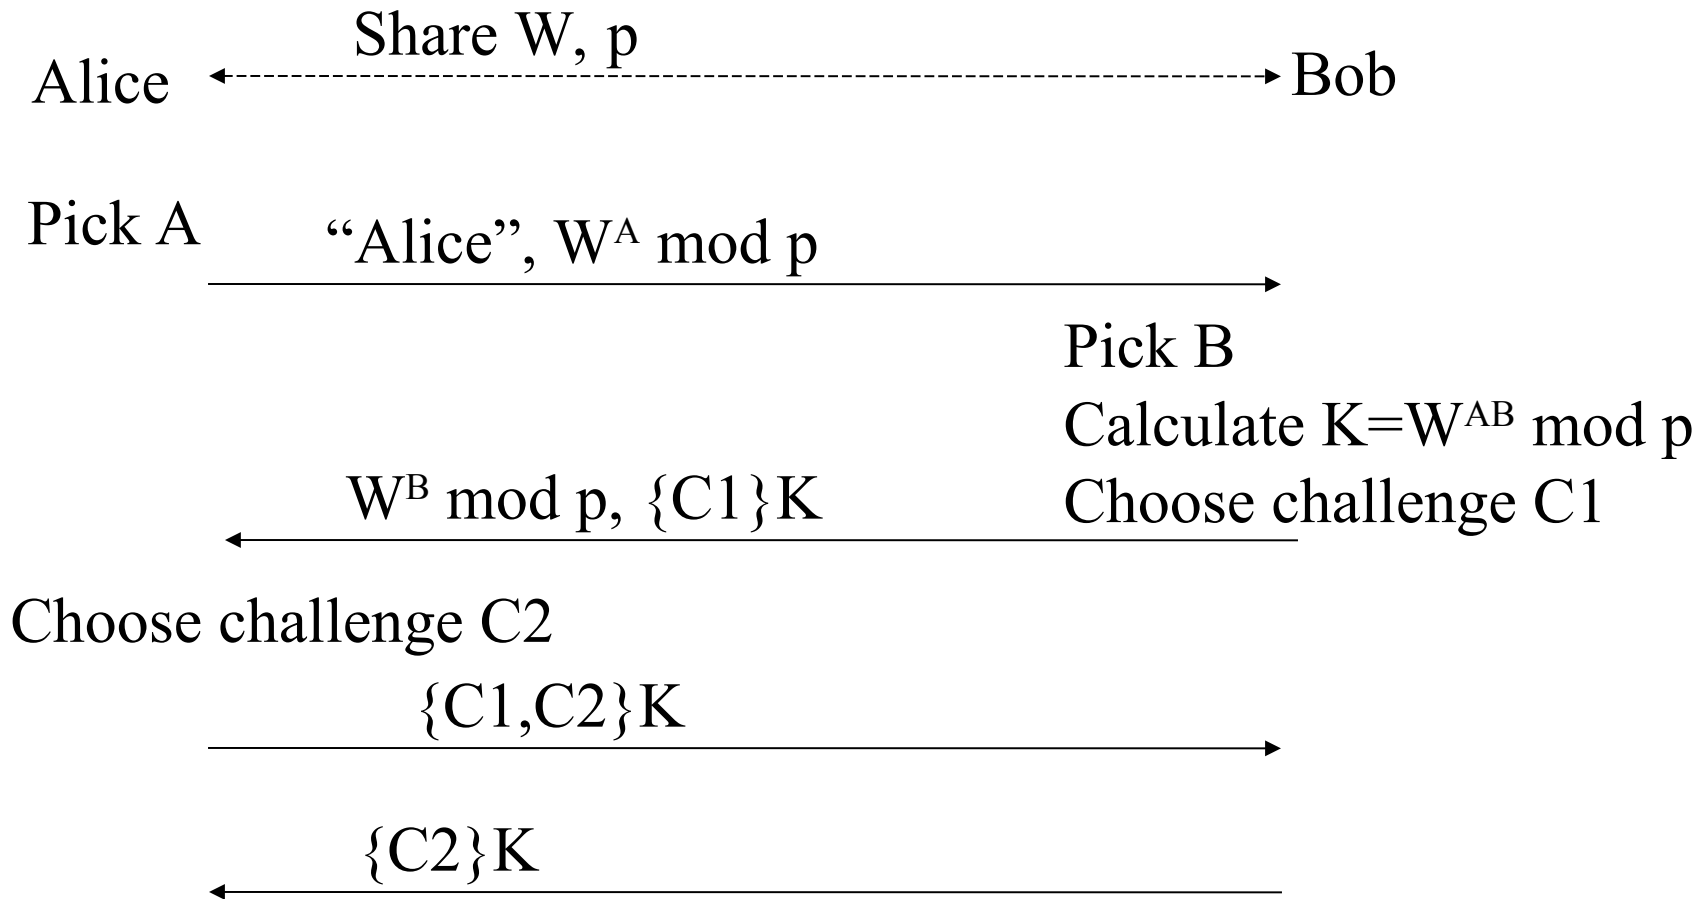 Share W, p
Alice
Bob
Pick A
“Alice”, W^A mod p
Pick B
Calculate K=W^AB mod p
Choose challenge C1
W^B mod p, {C1}K
Choose challenge C2
{C1,C2}K
{C2}K